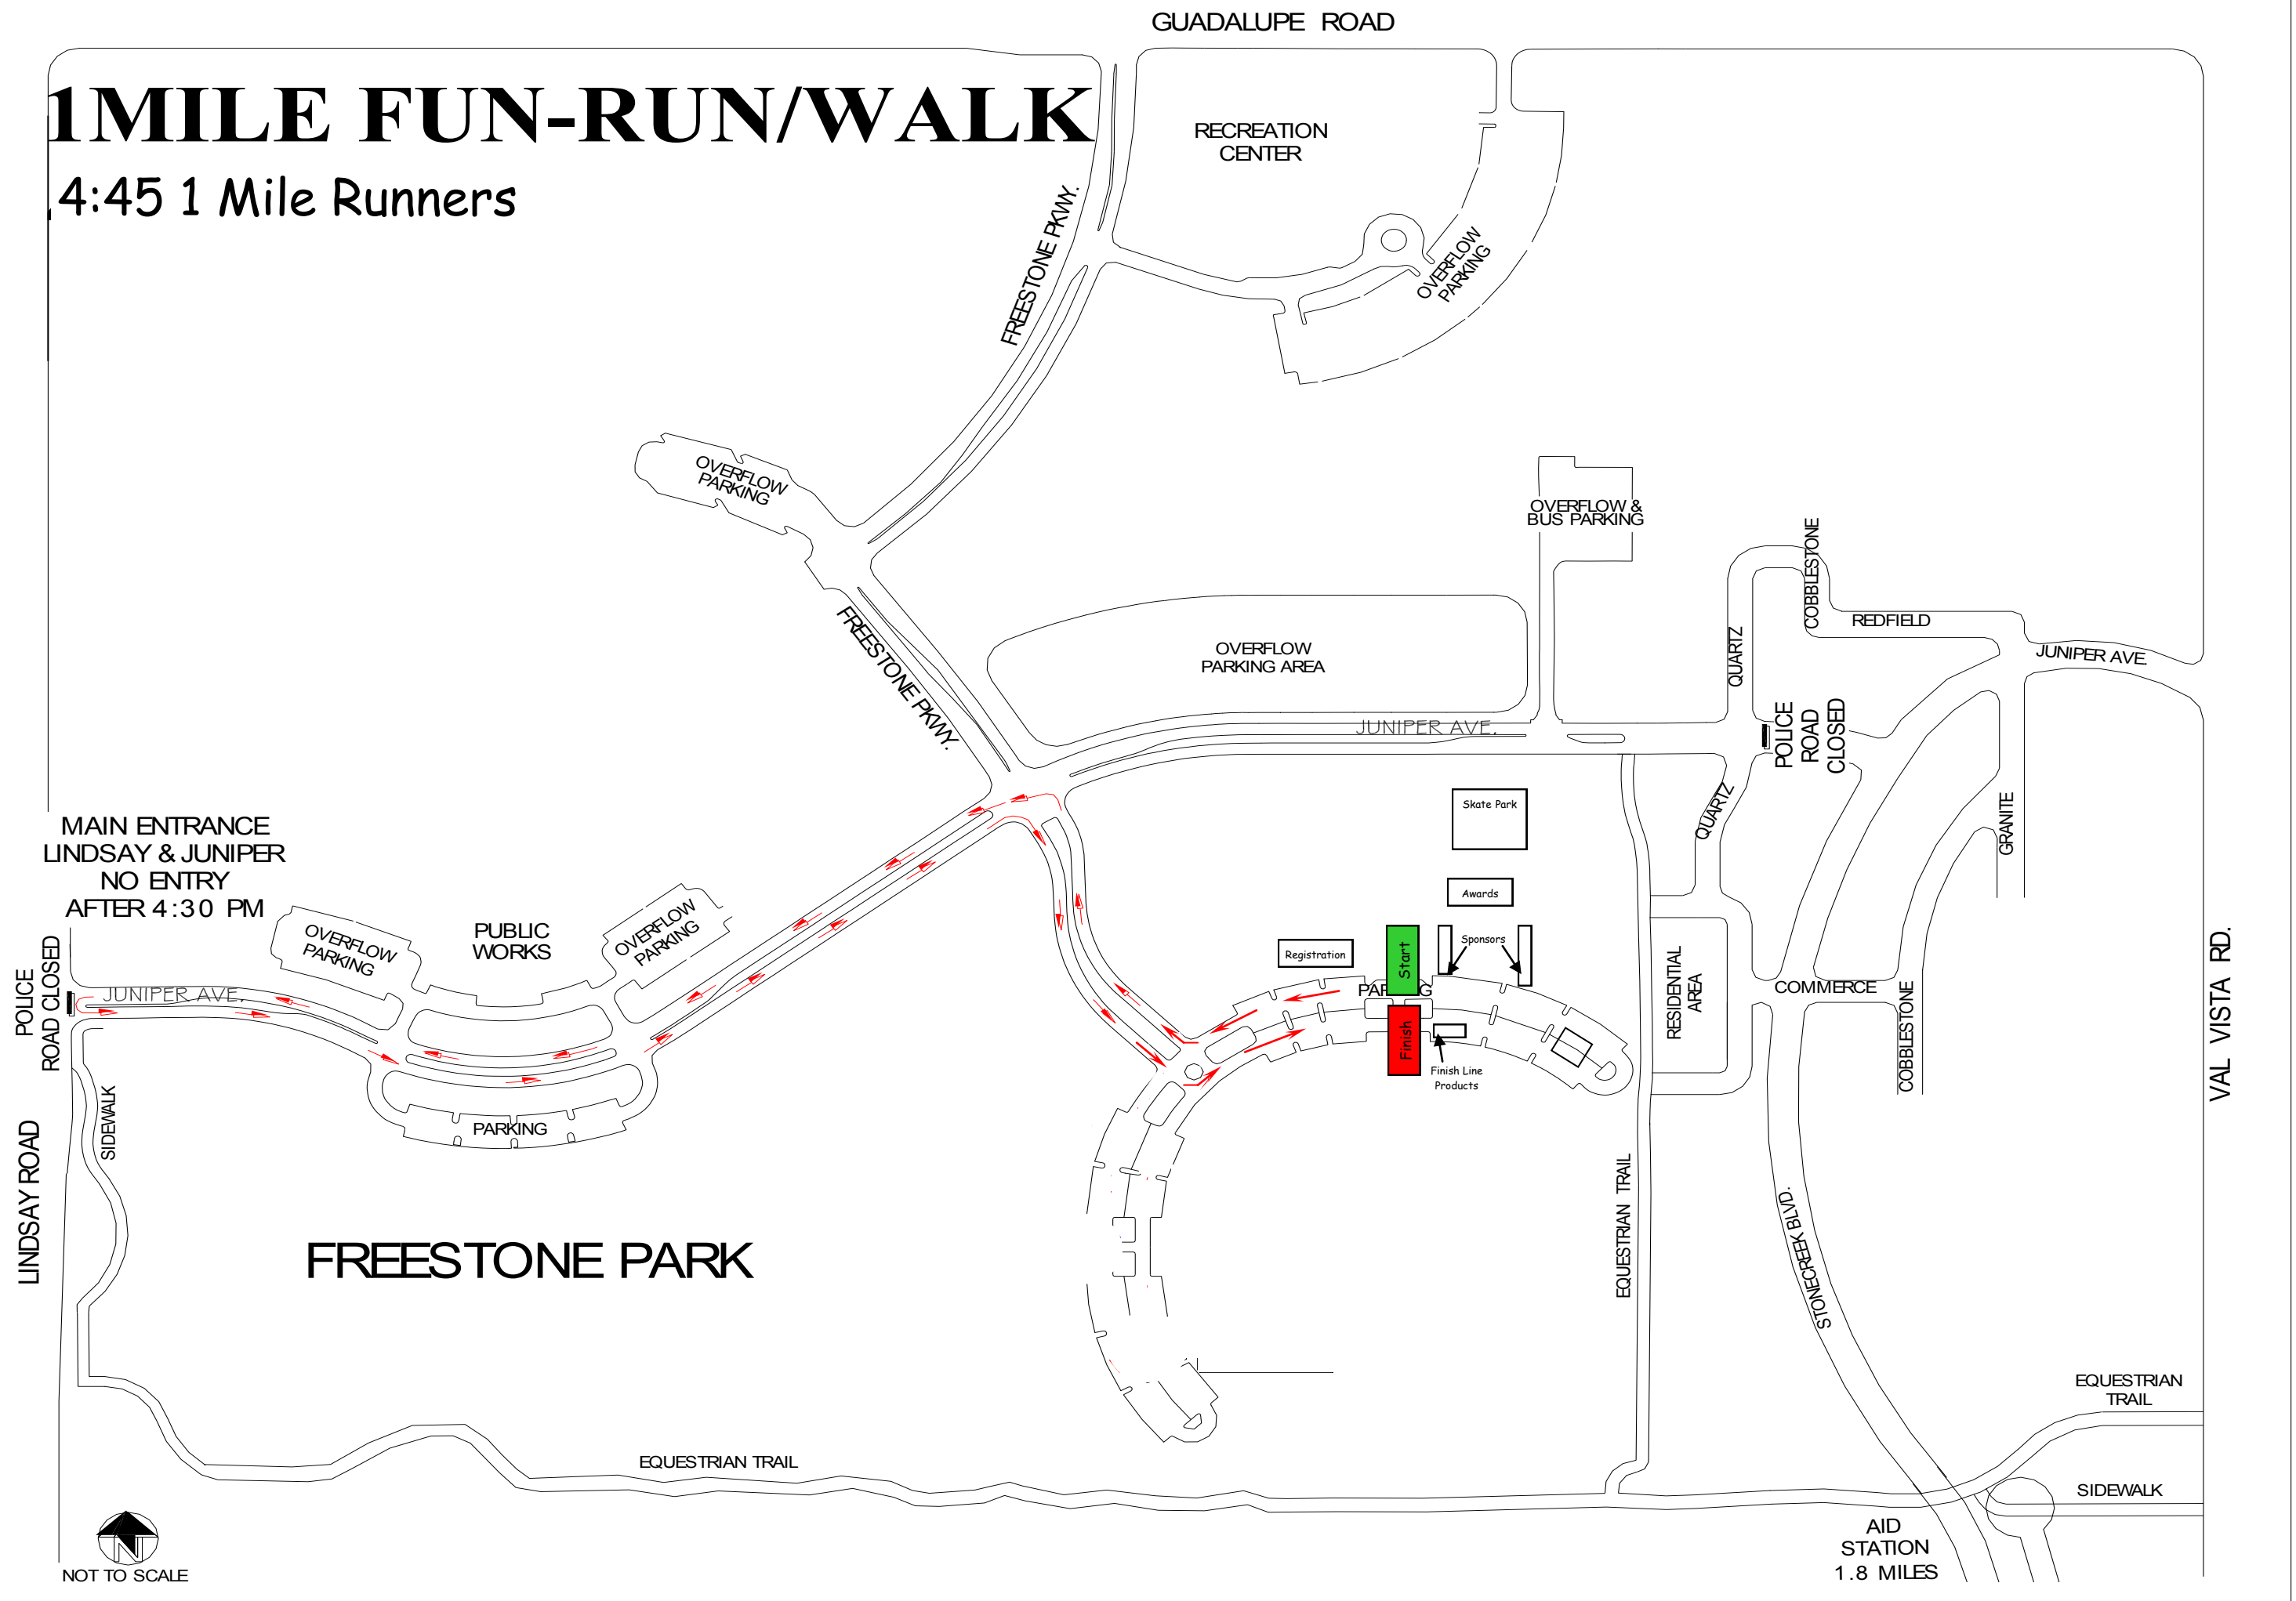 GUADALUPE ROAD
1MILE FUN-RUN/WALK
4:45 1 Mile Runners
RECREATION
CENTER
FREESTONE PKWY.
OVERFLOW
PARKING
OVERFLOW
PARKING
OVERFLOW &
BUS PARKING
COBBLESTONE
REDFIELD
QUARTZ
JUNIPER AVE.
FREESTONE PKWY.
OVERFLOW
PARKING AREA
JUNIPER AVE.
POLICE
ROAD
CLOSED
QUARTZ
GRANITE
Skate Park
MAIN ENTRANCE
LINDSAY & JUNIPER
NO ENTRY
AFTER 4:30 PM
Awards
PUBLIC
WORKS
OVERFLOW
PARKING
OVERFLOW
PARKING
Registration
Start
Sponsors
POLICE
ROAD CLOSED
JUNIPER AVE.
PARKING
RESIDENTIAL
AREA
COMMERCE
COBBLESTONE
VAL VISTA RD.
Finish
Finish Line
Products
SIDEWALK
PARKING
LINDSAY ROAD
FREESTONE PARK
EQUESTRIAN TRAIL
STONECREEK BLVD.
EQUESTRIAN
TRAIL
EQUESTRIAN TRAIL
SIDEWALK
AID
STATION
1.8 MILES
N
NOT TO SCALE